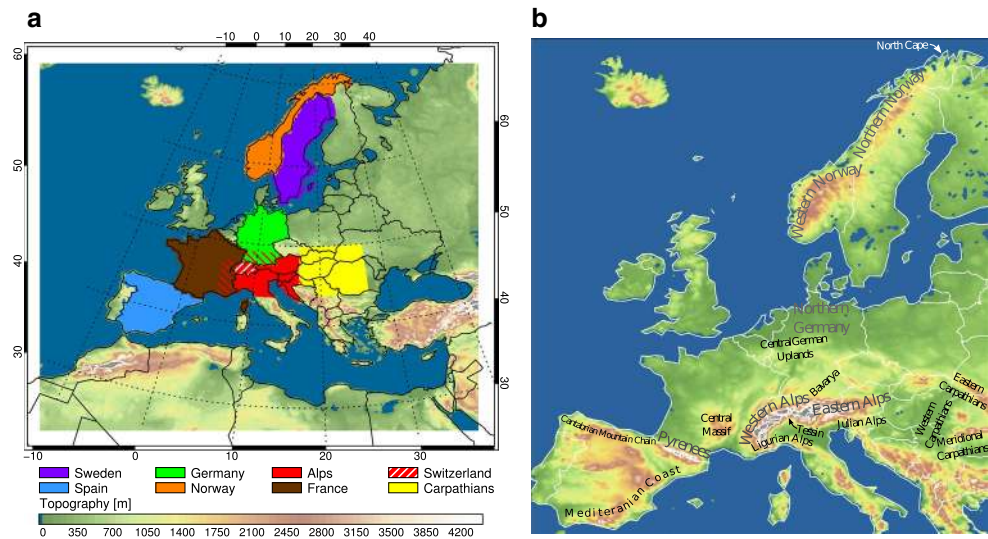 a
−10 0 10 20 30 40
60
50
40
30
60
50
40
30
−10 0 10 20 30
Sweden Germany Alps Switzerland
Spain Norway France Carpathians
Topography [m]
0 350 700 1050 1400 1750 2100 2450 2800 3150 3500 3850 4200
b
North Cape
Northern Norway
Western Norway
Northern
Germany
Central German
Uplands
Bavarya
Western Alps
Eastern Alps
Eastern
Carpathians
Western
Carpathians
Central
Massif
Tessin
Julian Alps
Ligurian Alps
Meridional
Carpathians
Cantabrian Mountain Chain
Pyrenees
Mediteranian Coast